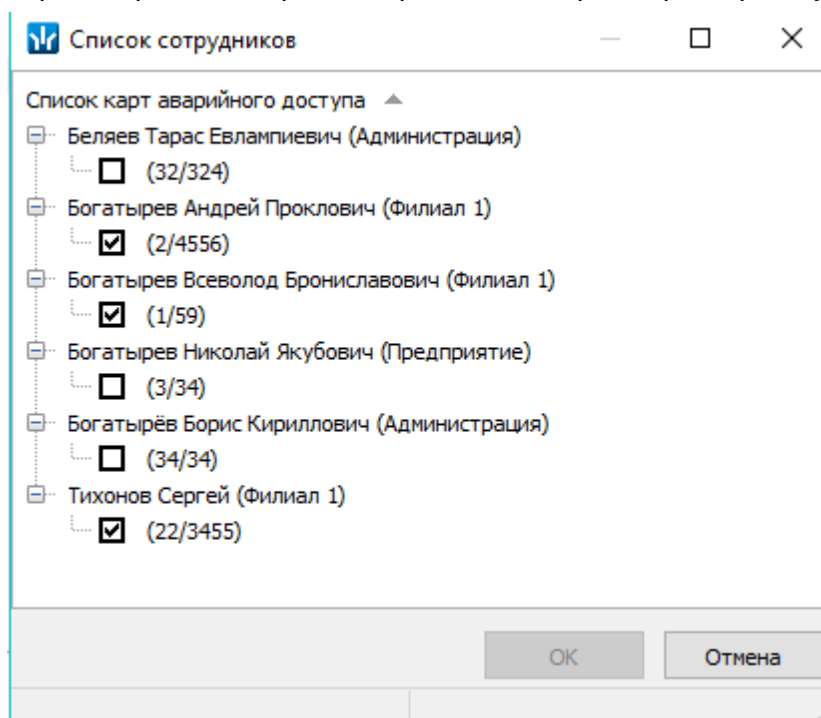 Список сотрудников
Список карт аварийного доступа
Беляев Тарас Евлампиевич (Администрация)
(32/324)
Богатырев Андрей Проклович (Филиал 1)
(2/4556)
Богатырев Всеволод Брониславович (Филиал 1)
(1/59)
Богатырев Николай Якубович (Предприятие)
(3/34)
Богатырёв Борис Кириллович (Администрация)
(34/34)
Тихонов Сергей (Филиал 1)
(22/3455)
ОК Отмена